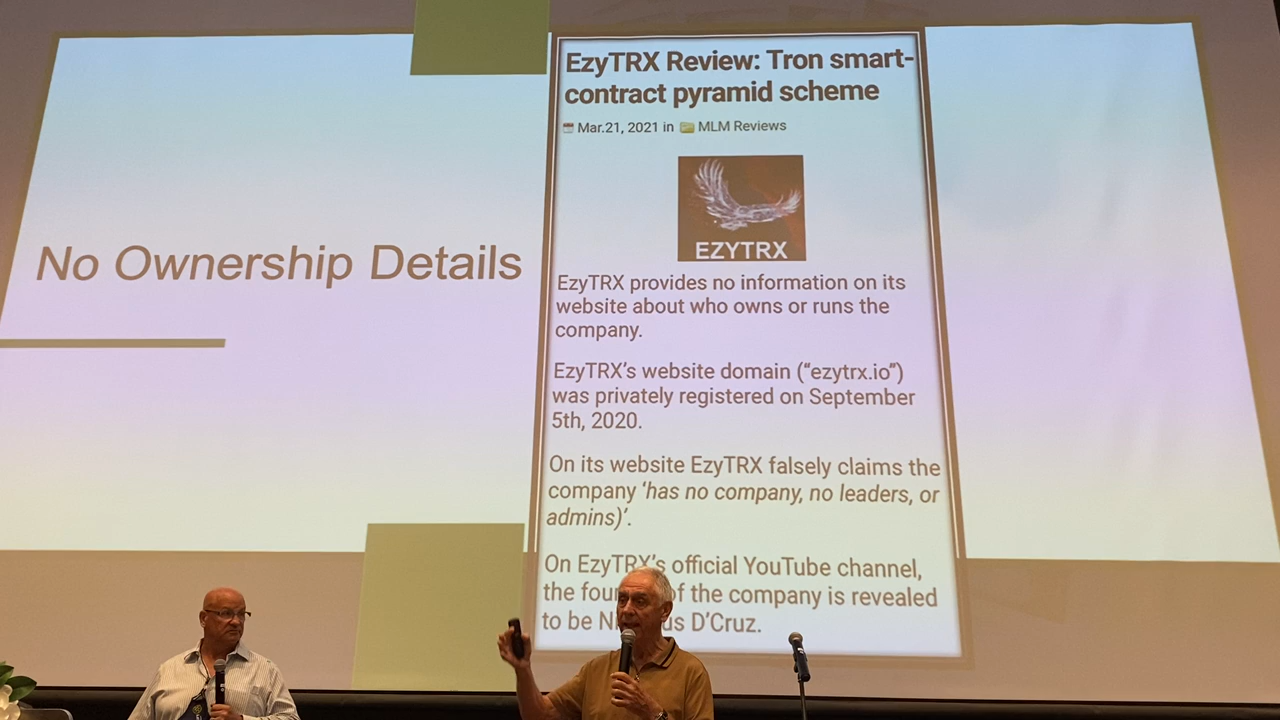 No Ownership Details
EzyTRX Review: Tron smart-
contract pyramid scheme
Mar.21, 2021 in MLM Reviews
EZYTRX
EzyTRX provides no information on its
website about who owns or runs the
company.
EzyTRX's website domain (“ezytrx.io”)
was privately registered on September
5th, 2020.
On its website EzyTRX falsely claims the
company ‘has no company, no leaders, or
admins)’.
On EzyTRX's official YouTube channel,
the of the company is revealed
to be D'Cruz.